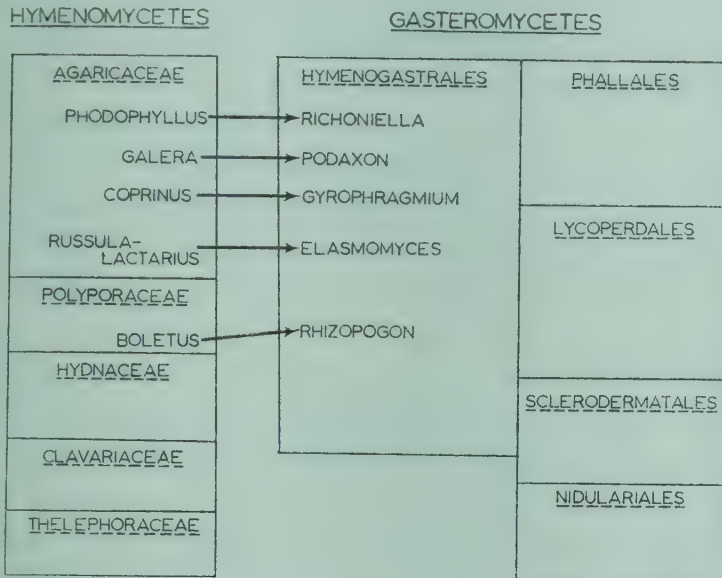 HYMENOMYCETES
GASTEROMYCETES
AGARICACEAE
PHODOPHYLLUS
GALERA
COPRINUS
RUSSULA-
LACTARIUS
POLYPORACEAE
BOLETUS
HYDNACEAE
CLAVARIACEAE
THELEPHORACEAE
HYMENOGASTRALES
RICHONIELLA
PODAXON
GYROPHRAGMIUM
ELASMOMYCES
RHIZOPOGON
PHALLALES
LYCOPERDALES
SCLERODERMATALES
NIDULARIALES